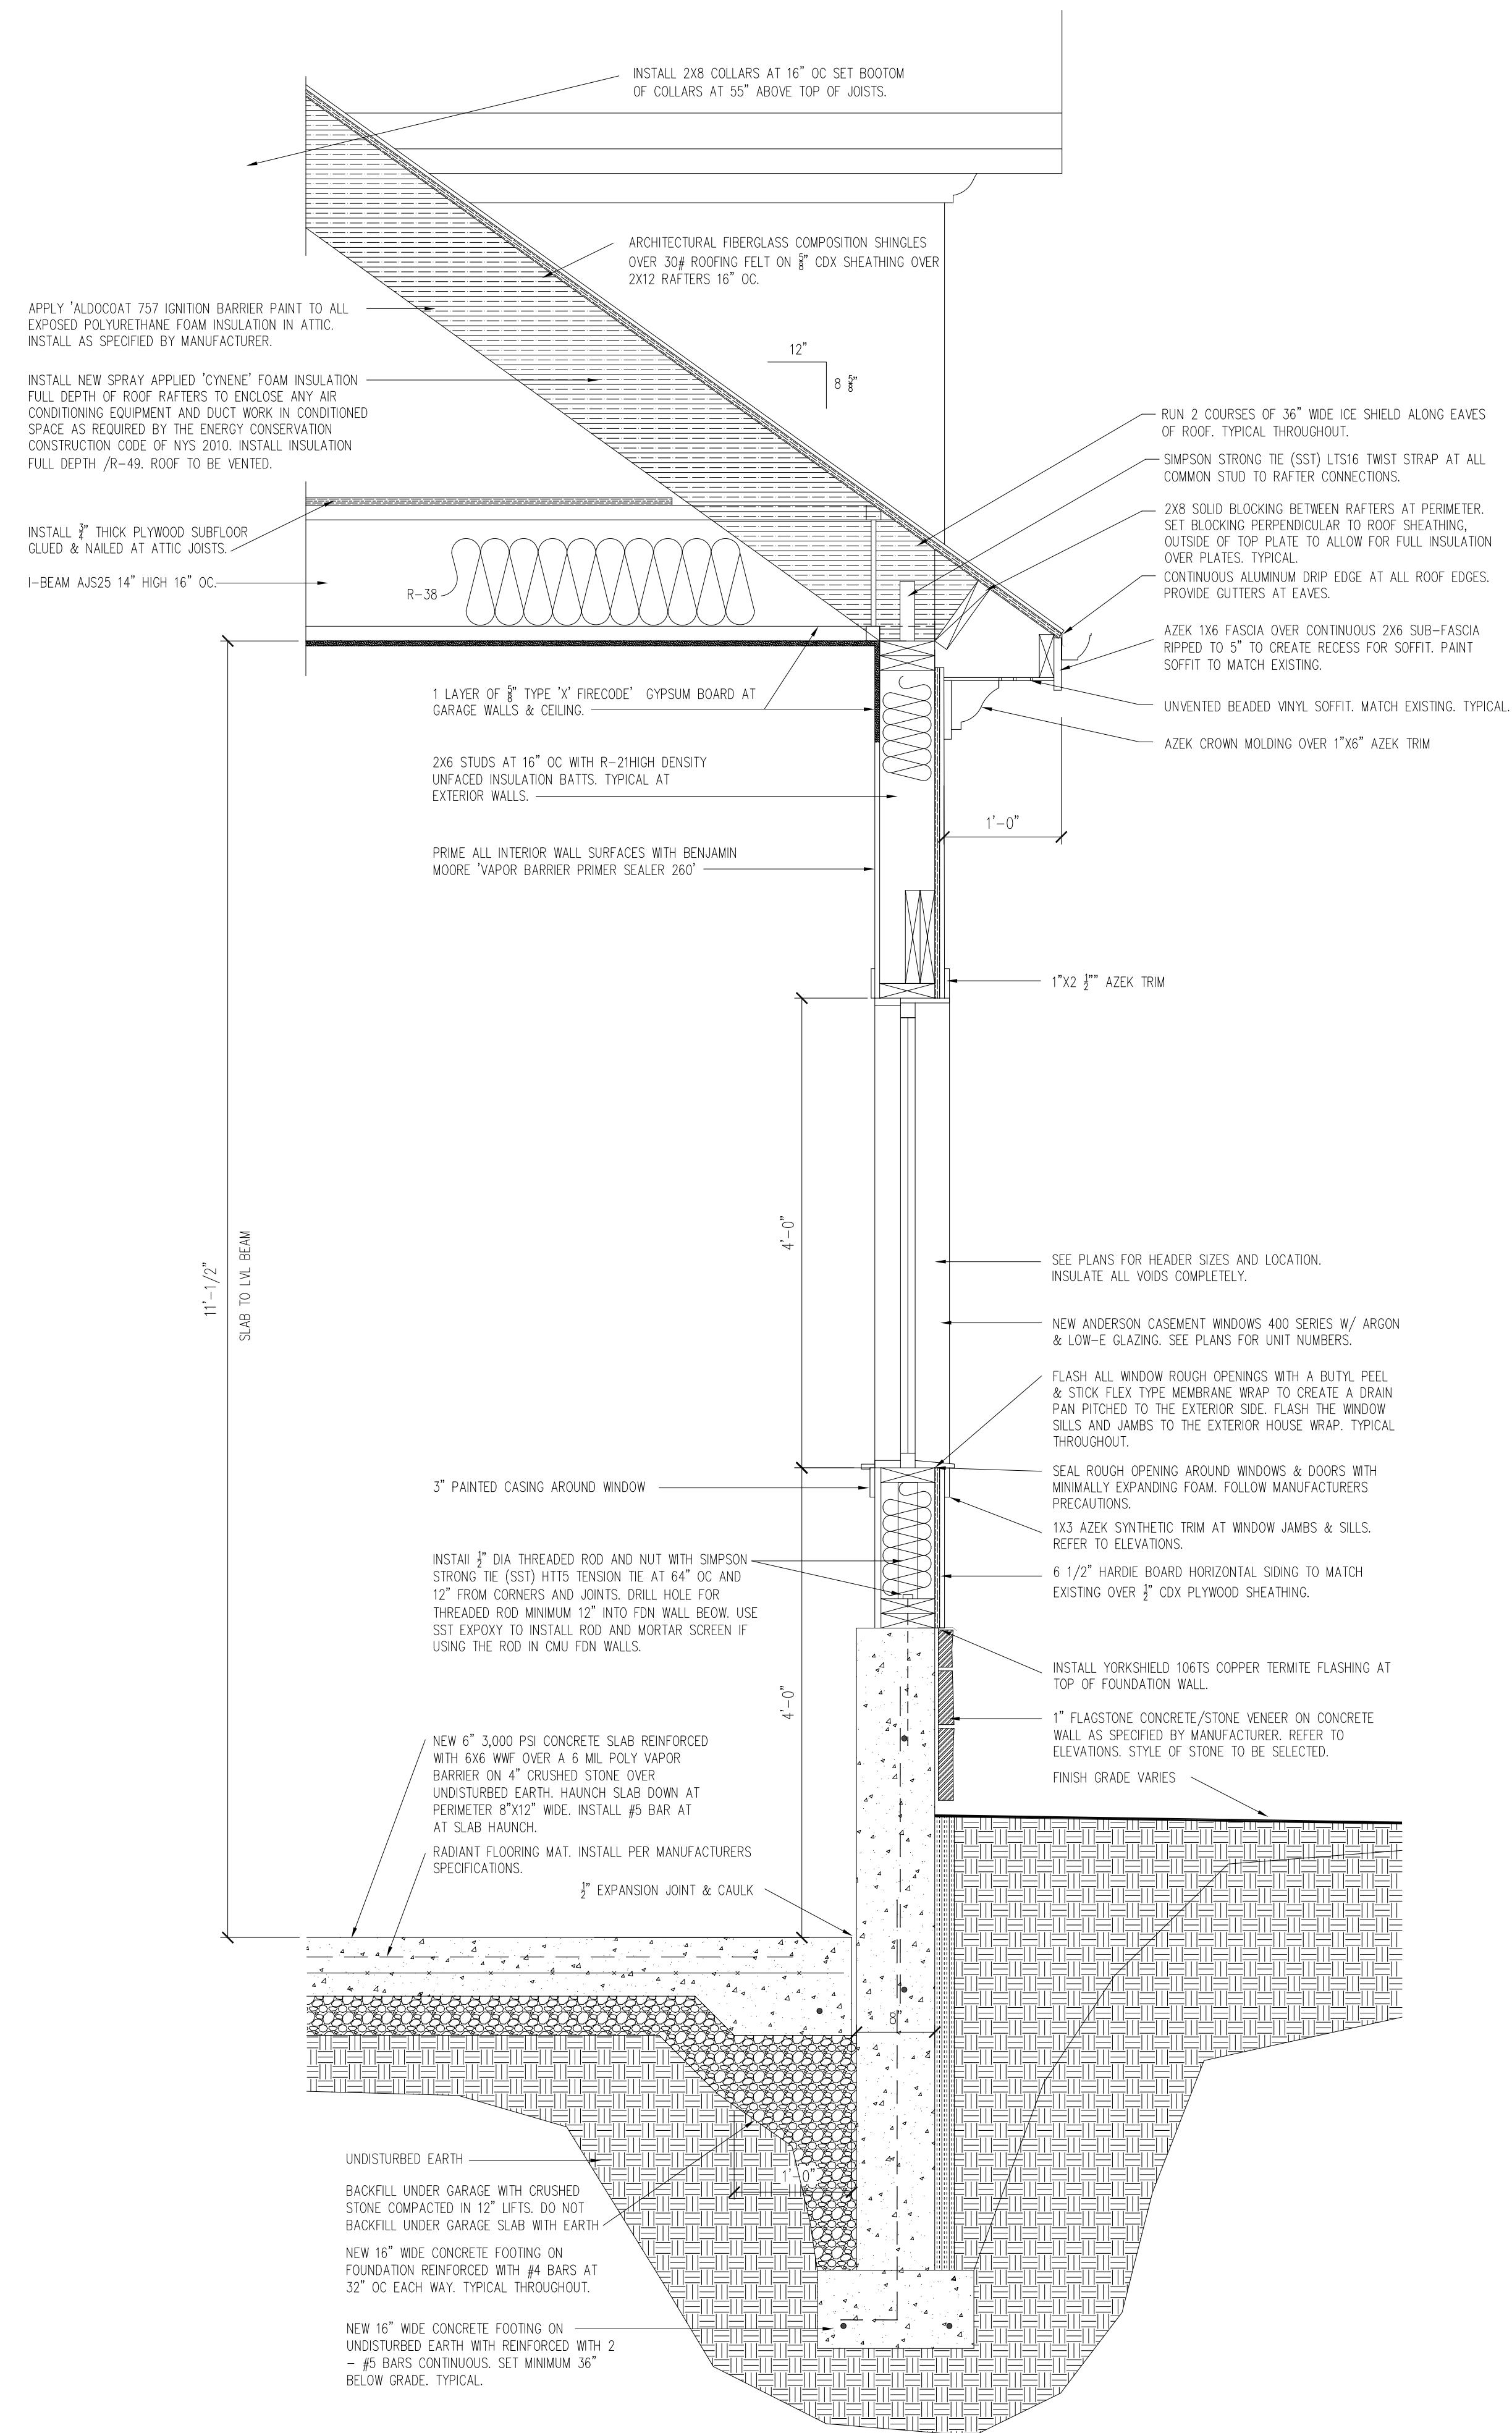 INSTALL 2X8 COLLARS AT 16" OC SET BOOTOM
OF COLLARS AT 55" ABOVE TOP OF JOISTS.
ARCHITECTURAL FIBERGLASS COMPOSITION SHINGLES
OVER 30# ROOFING FELT ON 5/8" CDX SHEATHING OVER
2X12 RAFTERS 16" OC.
APPLY 'ALDOCOAT 757 IGNITION BARRIER PAINT TO ALL
EXPOSED POLYURETHANE FOAM INSULATION IN ATTIC.
INSTALL AS SPECIFIED BY MANUFACTURER.
12"
8 5/8"
INSTALL NEW SPRAY APPLIED 'CYNENE' FOAM INSULATION
FULL DEPTH OF ROOF RAFTERS TO ENCLOSE ANY AIR
CONDITIONING EQUIPMENT AND DUCT WORK IN CONDITIONED
SPACE AS REQUIRED BY THE ENERGY CONSERVATION
CONSTRUCTION CODE OF NYS 2010. INSTALL INSULATION
FULL DEPTH /R-49. ROOF TO BE VENTED.
RUN 2 COURSES OF 36" WIDE ICE SHIELD ALONG EAVES
OF ROOF. TYPICAL THROUGHOUT.
SIMPSON STRONG TIE (SST) LTS16 TWIST STRAP AT ALL
COMMON STUD TO RAFTER CONNECTIONS.
2X8 SOLID BLOCKING BETWEEN RAFTERS AT PERIMETER.
SET BLOCKING PERPENDICULAR TO ROOF SHEATHING,
OUTSIDE OF TOP PLATE TO ALLOW FOR FULL INSULATION
OVER PLATES. TYPICAL.
INSTALL 3/4" THICK PLYWOOD SUBFLOOR
GLUED & NAILED AT ATTIC JOISTS.
I-BEAM AJS25 14" HIGH 16" OC.
R-38
CONTINUOUS ALUMINUM DRIP EDGE AT ALL ROOF EDGES.
PROVIDE GUTTERS AT EAVES.
AZEK 1X6 FASCIA OVER CONTINUOUS 2X6 SUB-FASCIA
RIPPED TO 5" TO CREATE RECESS FOR SOFFIT. PAINT
SOFFIT TO MATCH EXISTING.
1 LAYER OF 5/8" TYPE 'X' FIRECODE' GYPSUM BOARD AT
GARAGE WALLS & CEILING.
UNVENTED BEADED VINYL SOFFIT. MATCH EXISTING. TYPICAL.
AZEK CROWN MOLDING OVER 1"X6" AZEK TRIM
2X6 STUDS AT 16" OC WITH R-21HIGH DENSITY
UNFACED INSULATION BATTS. TYPICAL AT
EXTERIOR WALLS.
1'-0"
PRIME ALL INTERIOR WALL SURFACES WITH BENJAMIN
MOORE 'VAPOR BARRIER PRIMER SEALER 260'
1"X2 1/2"" AZEK TRIM
11'-1/2"
SLAB TO LVL BEAM
4'-0"
SEE PLANS FOR HEADER SIZES AND LOCATION.
INSULATE ALL VOIDS COMPLETELY.
NEW ANDERSON CASEMENT WINDOWS 400 SERIES W/ ARGON
& LOW-E GLAZING. SEE PLANS FOR UNIT NUMBERS.
FLASH ALL WINDOW ROUGH OPENINGS WITH A BUTYL PEEL
& STICK FLEX TYPE MEMBRANE WRAP TO CREATE A DRAIN
PAN PITCHED TO THE EXTERIOR SIDE. FLASH THE WINDOW
SILLS AND JAMBS TO THE EXTERIOR HOUSE WRAP. TYPICAL
THROUGHOUT.
3" PAINTED CASING AROUND WINDOW
SEAL ROUGH OPENING AROUND WINDOWS & DOORS WITH
MINIMALLY EXPANDING FOAM. FOLLOW MANUFACTURERS
PRECAUTIONS.
1X3 AZEK SYNTHETIC TRIM AT WINDOW JAMBS & SILLS.
REFER TO ELEVATIONS.
6 1/2" HARDIE BOARD HORIZONTAL SIDING TO MATCH
EXISTING OVER 1/2" CDX PLYWOOD SHEATHING.
INSTAll 1/2" DIA THREADED ROD AND NUT WITH SIMPSON
STRONG TIE (SST) HTT5 TENSION TIE AT 64" OC AND
12" FROM CORNERS AND JOINTS. DRILL HOLE FOR
THREADED ROD MINIMUM 12" INTO FDN WALL BEOW. USE
SST EXPOXY TO INSTALL ROD AND MORTAR SCREEN IF
USING THE ROD IN CMU FDN WALLS.
4'-0"
INSTALL YORKSHIELD 106TS COPPER TERMITE FLASHING AT
TOP OF FOUNDATION WALL.
1" FLAGSTONE CONCRETE/STONE VENEER ON CONCRETE
WALL AS SPECIFIED BY MANUFACTURER. REFER TO
ELEVATIONS. STYLE OF STONE TO BE SELECTED.
FINISH GRADE VARIES
NEW 6" 3,000 PSI CONCRETE SLAB REINFORCED
WITH 6X6 WWF OVER A 6 MIL POLY VAPOR
BARRIER ON 4" CRUSHED STONE OVER
UNDISTURBED EARTH. HAUNCH SLAB DOWN AT
PERIMETER 8"X12" WIDE. INSTALL #5 BAR AT
AT SLAB HAUNCH.
RADIANT FLOORING MAT. INSTALL PER MANUFACTURERS
SPECIFICATIONS.
1/2" EXPANSION JOINT & CAULK
8"
1'-0"
UNDISTURBED EARTH
BACKFILL UNDER GARAGE WITH CRUSHED
STONE COMPACTED IN 12" LIFTS. DO NOT
BACKFILL UNDER GARAGE SLAB WITH EARTH
NEW 16" WIDE CONCRETE FOOTING ON
FOUNDATION REINFORCED WITH #4 BARS AT
32" OC EACH WAY. TYPICAL THROUGHOUT.
NEW 16" WIDE CONCRETE FOOTING ON
UNDISTURBED EARTH WITH REINFORCED WITH 2
- #5 BARS CONTINUOUS. SET MINIMUM 36"
BELOW GRADE. TYPICAL.